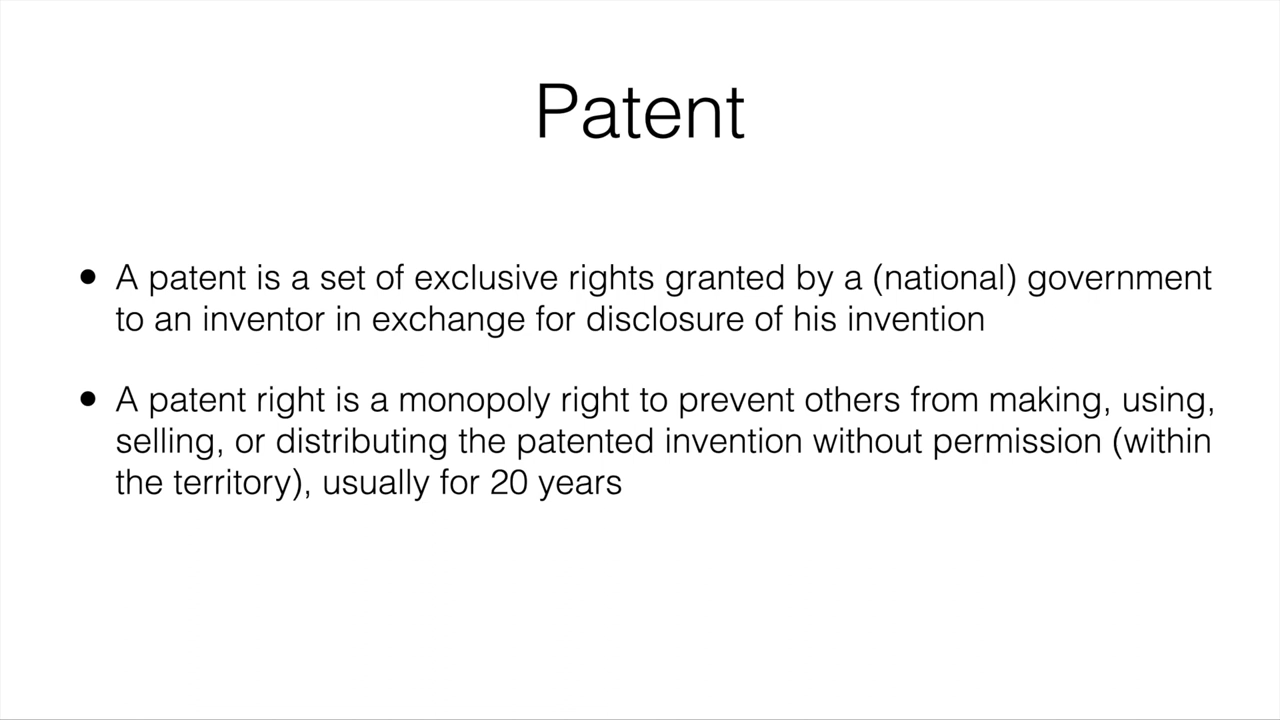 Patent
• A patent is a set of exclusive rights granted by a (national) government
to an inventor in exchange for disclosure of his invention
• A patent right is a monopoly right to prevent others from making, using,
selling, or distributing the patented invention without permission (within
the territory), usually for 20 years